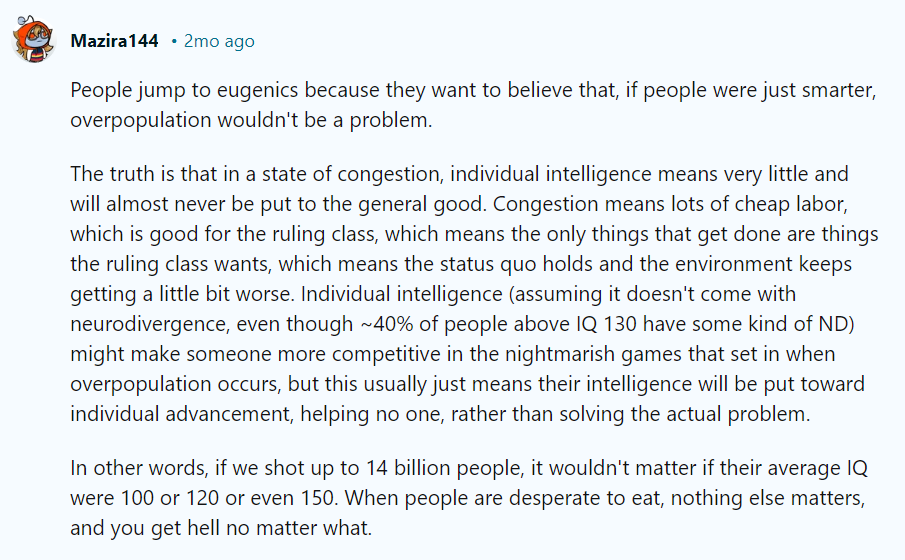 Mazira144 • 2mo ago
People jump to eugenics because they want to believe that, if people were just smarter,
overpopulation wouldn't be a problem.
The truth is that in a state of congestion, individual intelligence means very little and
will almost never be put to the general good. Congestion means lots of cheap labor,
which is good for the ruling class, which means the only things that get done are things
the ruling class wants, which means the status quo holds and the environment keeps
getting a little bit worse. Individual intelligence (assuming it doesn't come with
neurodivergence, even though ~40% of people above IQ 130 have some kind of ND)
might make someone more competitive in the nightmarish games that set in when
overpopulation occurs, but this usually just means their intelligence will be put toward
individual advancement, helping no one, rather than solving the actual problem.
In other words, if we shot up to 14 billion people, it wouldn't matter if their average IQ
were 100 or 120 or even 150. When people are desperate to eat, nothing else matters,
and you get hell no matter what.